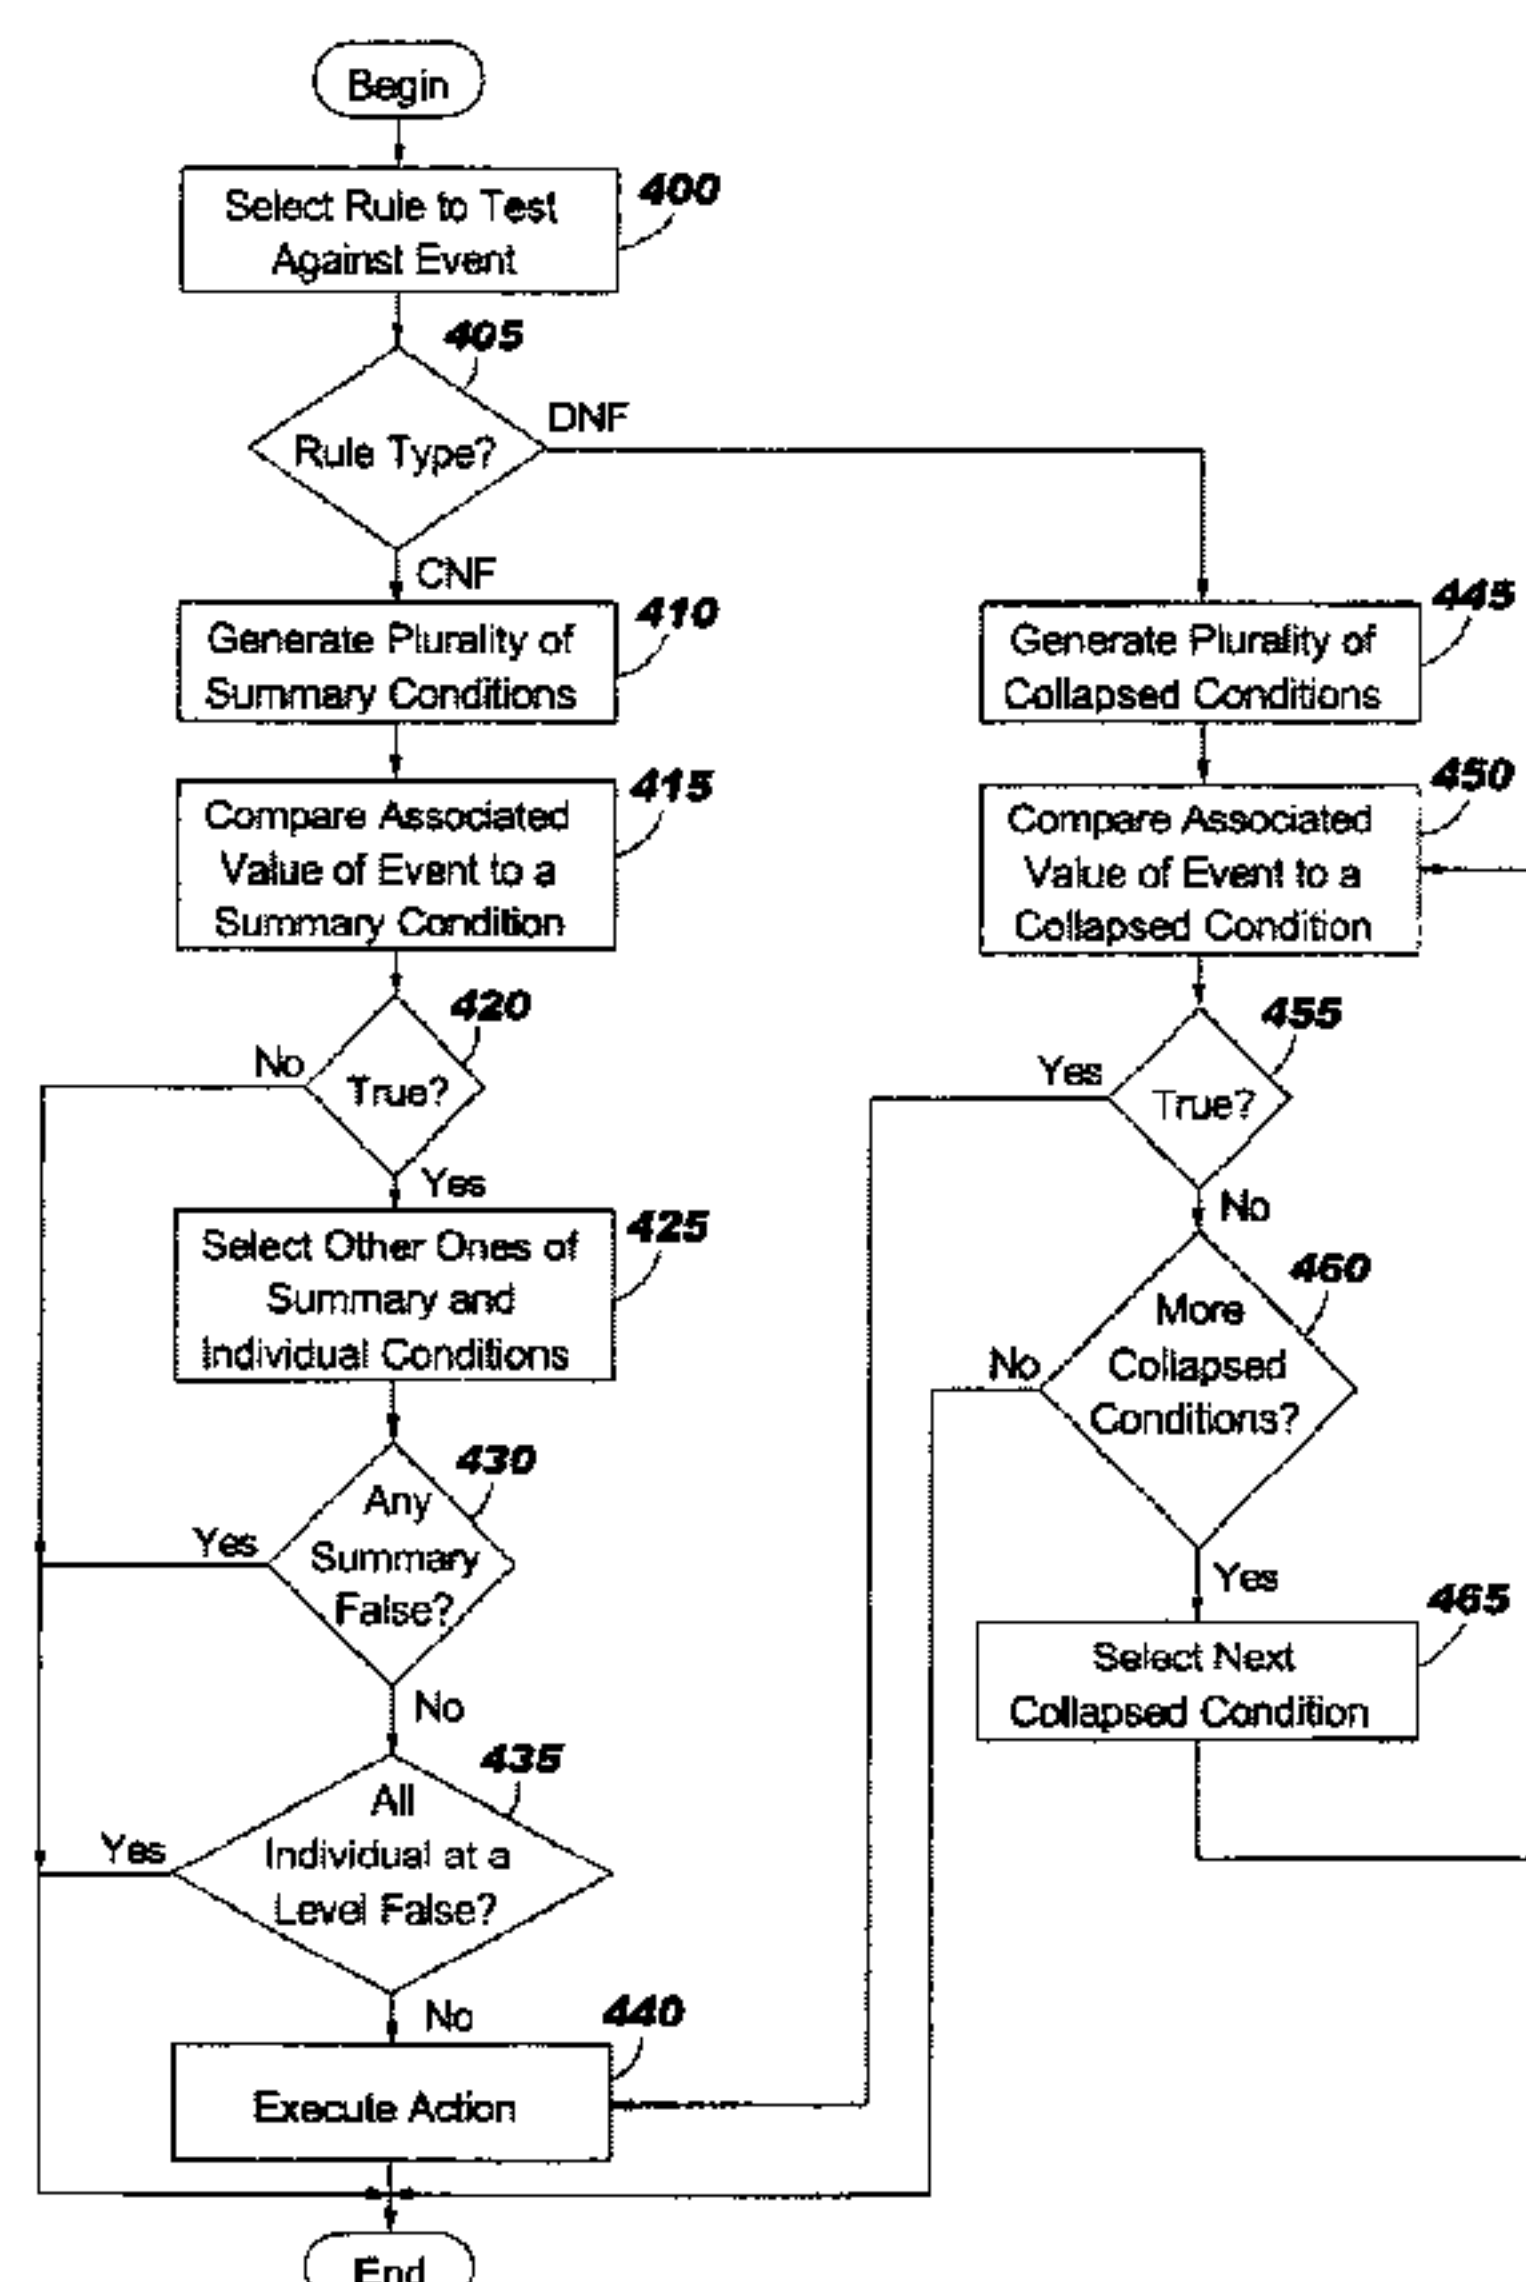 Begin
Select Rule to Test
Against Event
400
405
Rule Type?
DNF
CNF
Generate Plurality of
Summary Conditions
410
Compare Associated
Value of Event to a
Summary Condition
415
420
No
True?
Yes
Select Other Ones of
Summary and
Individual Conditions
425
430
Any
Summary
False?
Yes
No
435
All
Individual at a
Level False?
Yes
No
440
Execute Action
End
Generate Plurality of
Collapsed Conditions
445
Compare Associated
Value of Event to a
Collapsed Condition
450
455
Yes
True?
No
460
More
Collapsed
Conditions?
No
Yes
465
Select Next
Collapsed Condition